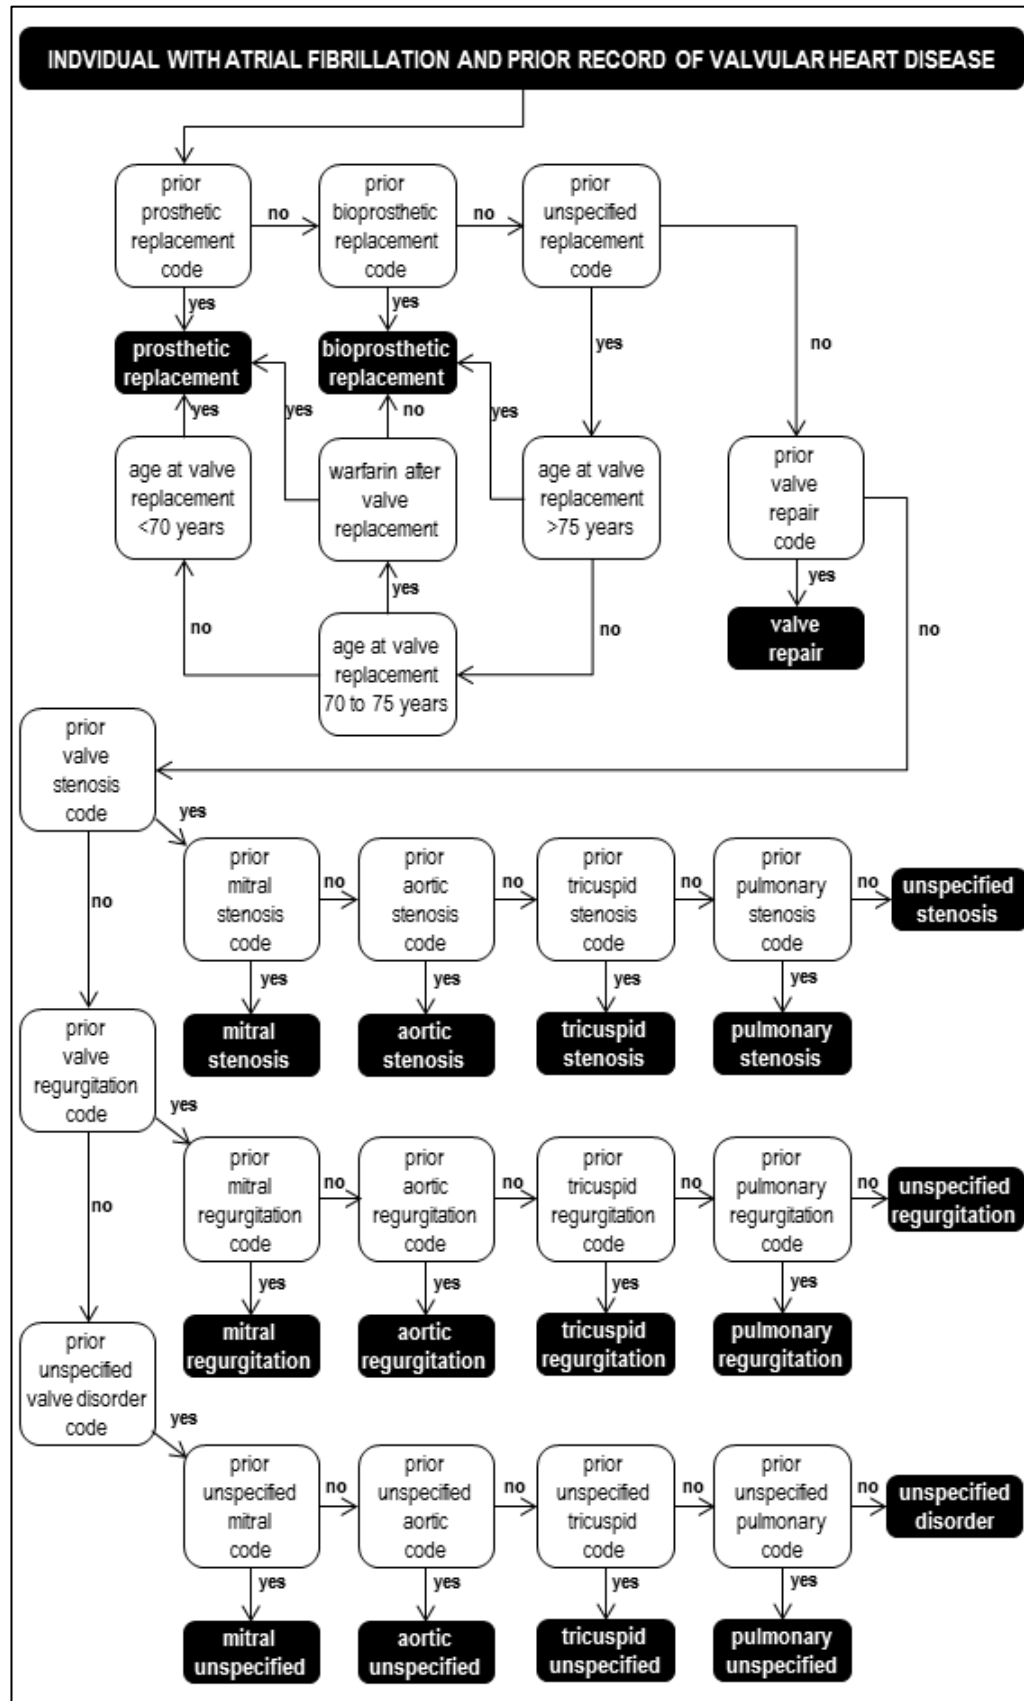 INDVIDUAL WITH ATRIAL FIBRILLATION AND PRIOR RECORD OF VALVULAR HEART DISEASE
prior
prosthetic
replacement
code
no
prior
bioprosthetic
replacement
code
no
prior
unspecified
replacement
code
yes
yes
yes
no
prosthetic
replacement
bioprosthetic
replacement
yes
yes
no
yes
age at valve
replacement
<70 years
warfarin after
valve
replacement
age at valve
replacement
>75 years
prior
valve
repair
code
yes
yes
no
no
no
age at valve
replacement
70 to 75 years
valve
repair
prior
valve
stenosis
code
yes
no
prior
mitral
stenosis
code
no
prior
aortic
stenosis
code
no
prior
tricuspid
stenosis
code
no
prior
pulmonary
stenosis
code
no
unspecified
stenosis
yes
yes
yes
yes
mitral
stenosis
aortic
stenosis
tricuspid
stenosis
pulmonary
stenosis
prior
valve
regurgitation
code
yes
no
prior
mitral
regurgitation
code
no
prior
aortic
regurgitation
code
no
prior
tricuspid
regurgitation
code
no
prior
pulmonary
regurgitation
code
no
unspecified
regurgitation
yes
yes
yes
yes
mitral
regurgitation
aortic
regurgitation
tricuspid
regurgitation
pulmonary
regurgitation
prior
unspecified
valve disorder
code
yes
prior
unspecified
mitral
code
no
prior
unspecified
aortic
code
no
prior
unspecified
tricuspid
code
no
prior
unspecified
pulmonary
code
no
unspecified
disorder
yes
yes
yes
yes
mitral
unspecified
aortic
unspecified
tricuspid
unspecified
pulmonary
unspecified